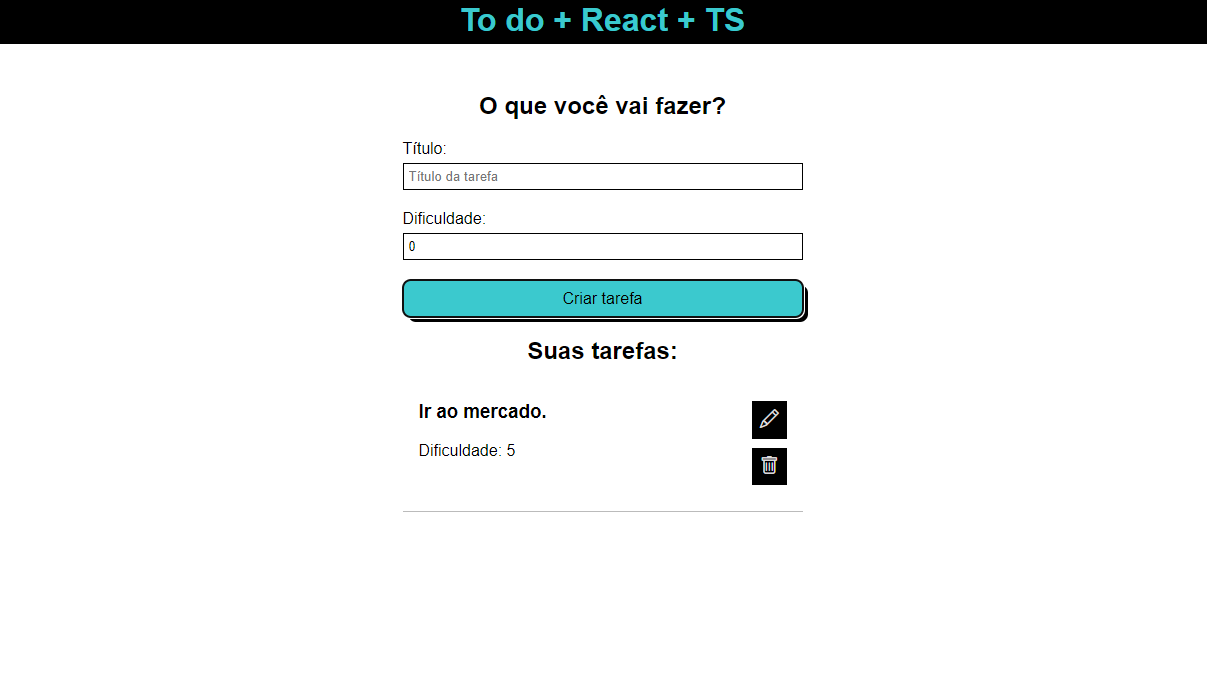 To do + React + TS
O que você vai fazer?
Título:
Título da tarefa
Dificuldade:
0
Criar tarefa
Suas tarefas:
Ir ao mercado.
Dificuldade: 5